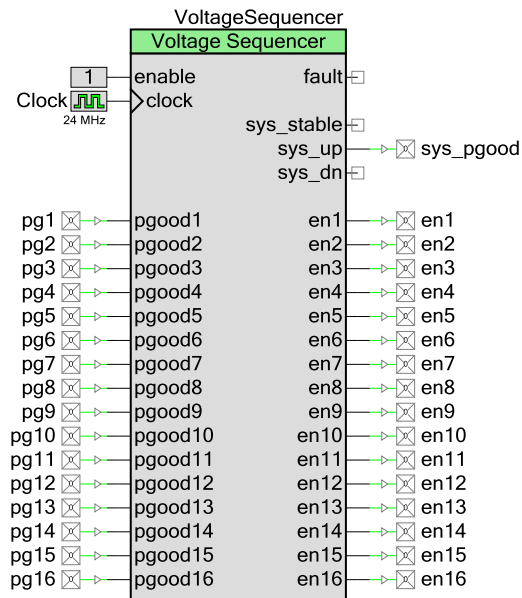 VoltageSequencer
Voltage Sequencer
1 enable fault
Clock clock
24 MHz
sys_stable
sys_up sys_pgood
sys_dn
pg1 pgood1 en1 en1
pg2 pgood2 en2 en2
pg3 pgood3 en3 en3
pg4 pgood4 en4 en4
pg5 pgood5 en5 en5
pg6 pgood6 en6 en6
pg7 pgood7 en7 en7
pg8 pgood8 en8 en8
pg9 pgood9 en9 en9
pg10 pgood10 en10 en10
pg11 pgood11 en11 en11
pg12 pgood12 en12 en12
pg13 pgood13 en13 en13
pg14 pgood14 en14 en14
pg15 pgood15 en15 en15
pg16 pgood16 en16 en16